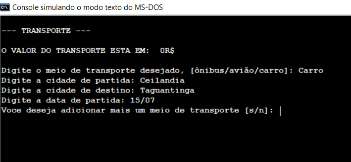 Console simulando o modo texto do MS-DOS
--- TRANSPORTE ---
O VALOR DO TRANSPORTE ESTA EM:  0R$
Digite o meio de transporte desejado, [ônibus/avião/carro]: Carro
Digite a cidade de partida: Ceilandia
Digite a cidade de destino: Taguantinga
Digite a data de partida: 15/07
Voce deseja adicionar mais um meio de transporte [s/n]: